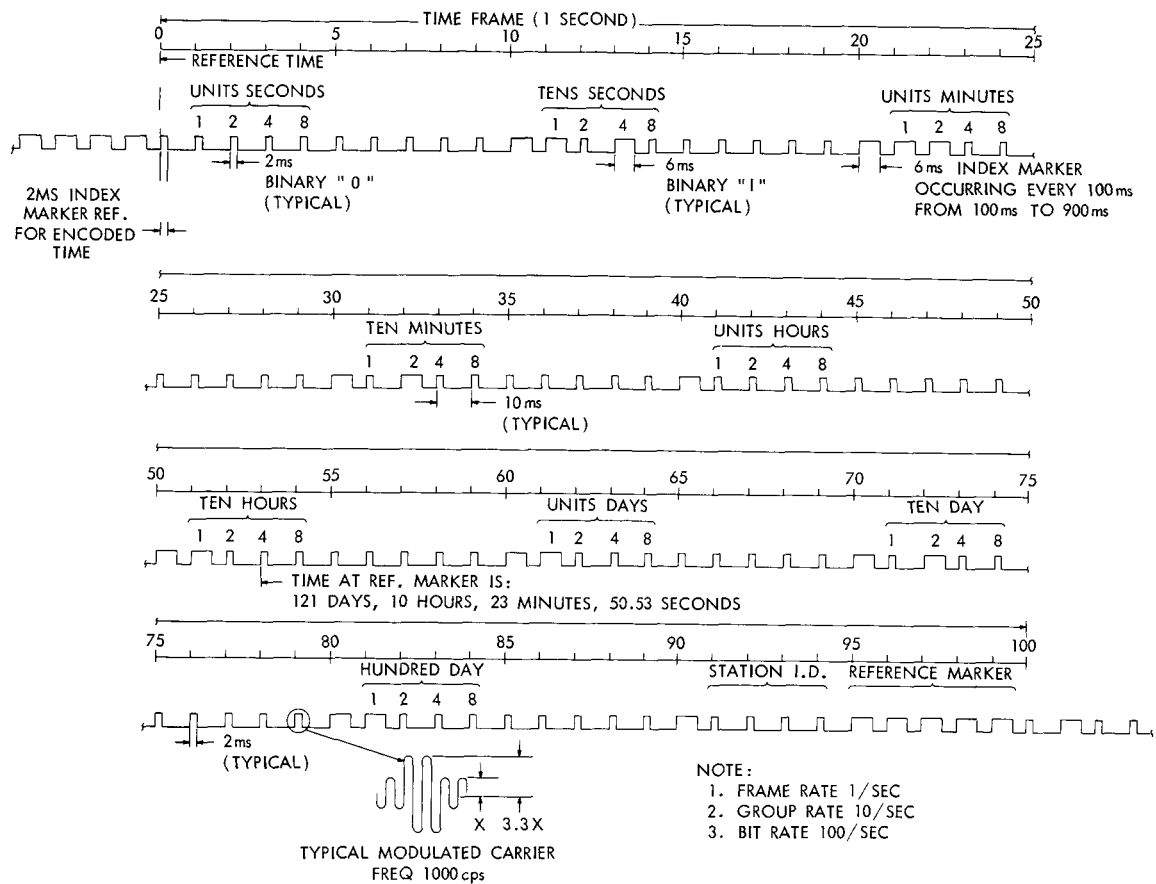 TIME FRAME (1 SECOND)
0 5 10 15 20 25
REFERENCE TIME
UNITS SECONDS TENS SECONDS UNITS MINUTES
1 2 4 8 1 2 4 8 1 2 4 8
2ms
BINARY "0"
(TYPICAL)
6ms
BINARY "I"
(TYPICAL)
6ms INDEX MARKER
OCCURRING EVERY 100ms
FROM 100ms TO 900ms
2MS INDEX
MARKER REF.
FOR ENCODED
TIME
25 30 35 40 45 50
TEN MINUTES UNITS HOURS
1 2 4 8 1 2 4 8
10ms
(TYPICAL)
50 55 60 65 70 75
TEN HOURS UNITS DAYS TEN DAY
1 2 4 8 1 2 4 8 1 2 4 8
TIME AT REF. MARKER IS:
121 DAYS, 10 HOURS, 23 MINUTES, 50.53 SECONDS
75 80 85 90 95 100
HUNDRED DAY STATION I.D. REFERENCE MARKER
1 2 4 8
2ms
(TYPICAL)
X 3.3X
TYPICAL MODULATED CARRIER
FREQ 1000cps
NOTE:
1. FRAME RATE 1/SEC
2. GROUP RATE 10/SEC
3. BIT RATE 100/SEC